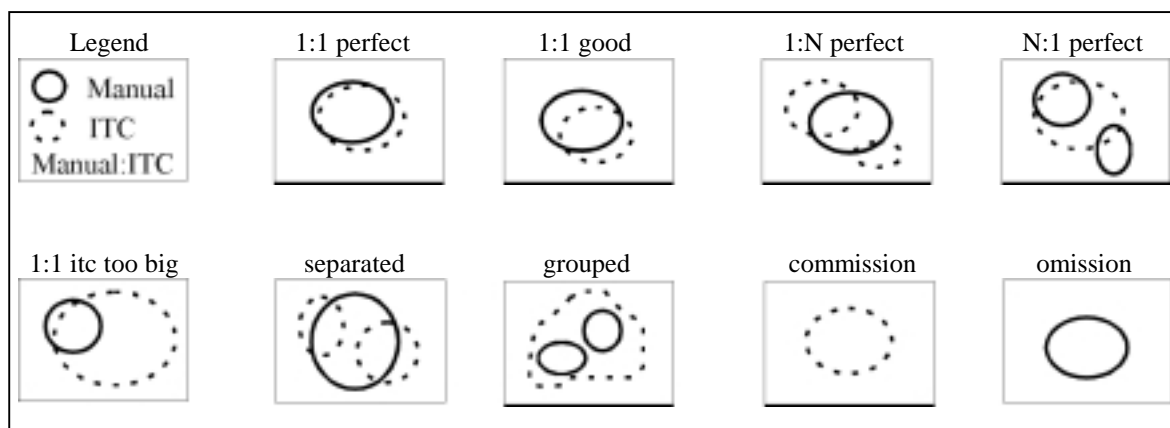 Legend
1:1 perfect
1:1 good
1:N perfect
N:1 perfect
Manual
ITC
Manual:ITC
1:1 itc too big
separated
grouped
commission
omission